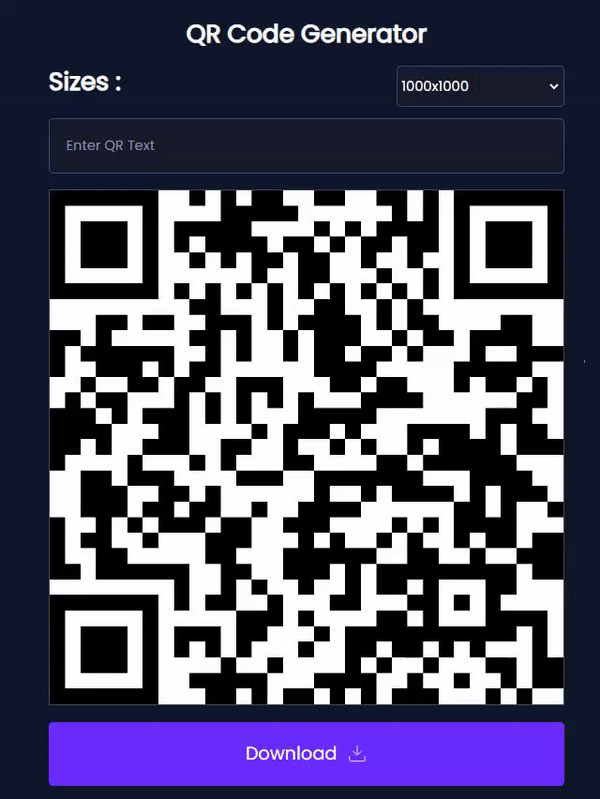 QR Code Generator
Sizes :
1000x1000
Enter QR Text
Download